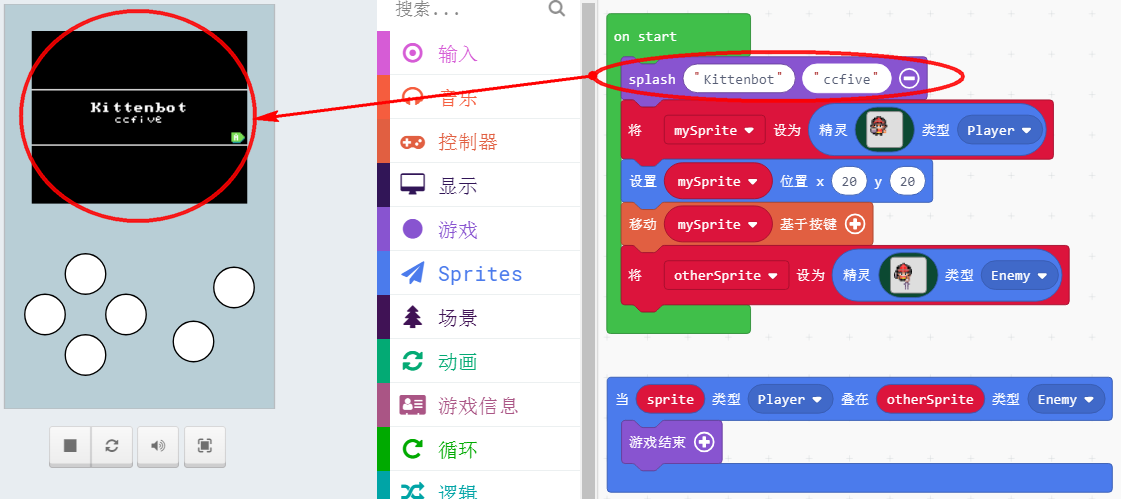 Kittenbot
ccfive
A
搜索...
输入
音乐
控制器
显示
游戏
Sprites
场景
动画
游戏信息
循环
逻辑
on start
splash "Kittenbot" "ccfive"
将 mySprite 设为 精灵 类型 Player
设置 mySprite 位置 x 20 y 20
移动 mySprite 基于按键
将 otherSprite 设为 精灵 类型 Enemy
当 sprite 类型 Player 叠在 otherSprite 类型 Enemy
游戏结束